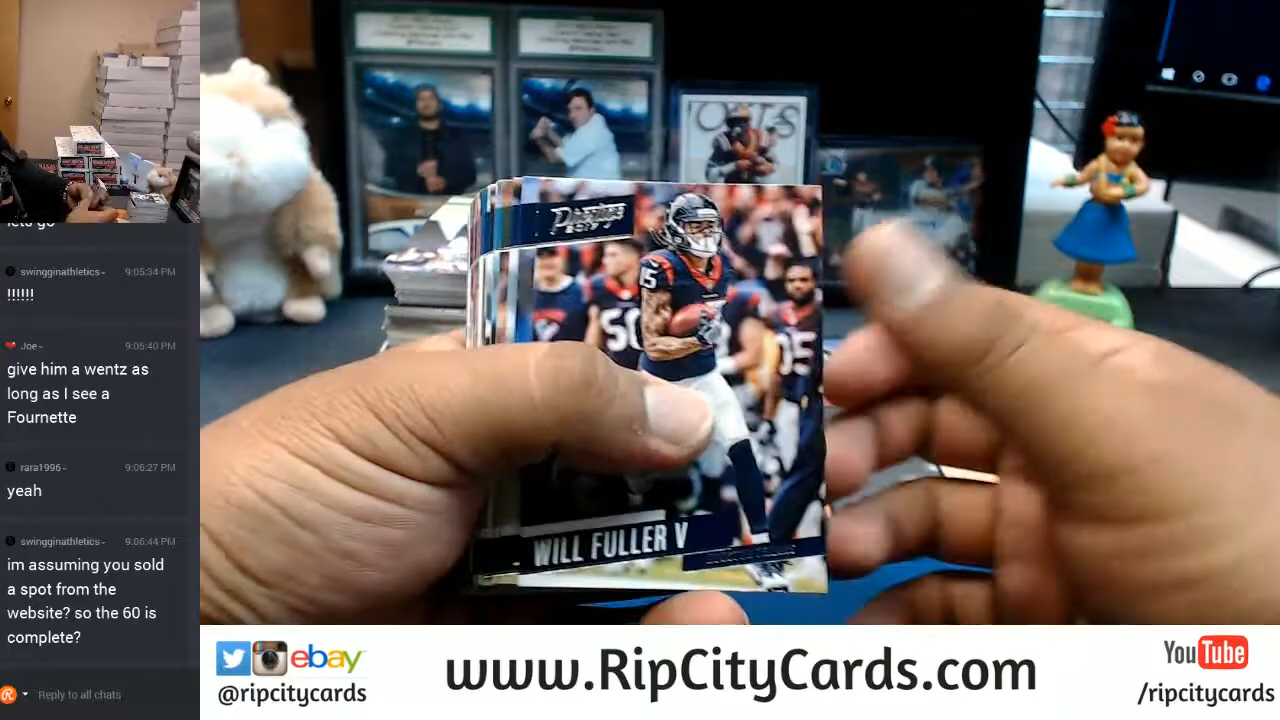 lets go
swingginathletics- 9:05:34 PM
!!!!!!
Joe- 9:05:40 PM
give him a wentz as
long as I see a
Fournette
rara1996- 9:06:27 PM
yeah
swingginathletics- 9:06:44 PM
im assuming you sold
a spot from the
website? so the 60 is
complete?
Reply to all chats
Prestige
15
50
WILL FULLER V
ebay
@ripcitycards
www.RipCityCards.com
YouTube
/ripcitycards